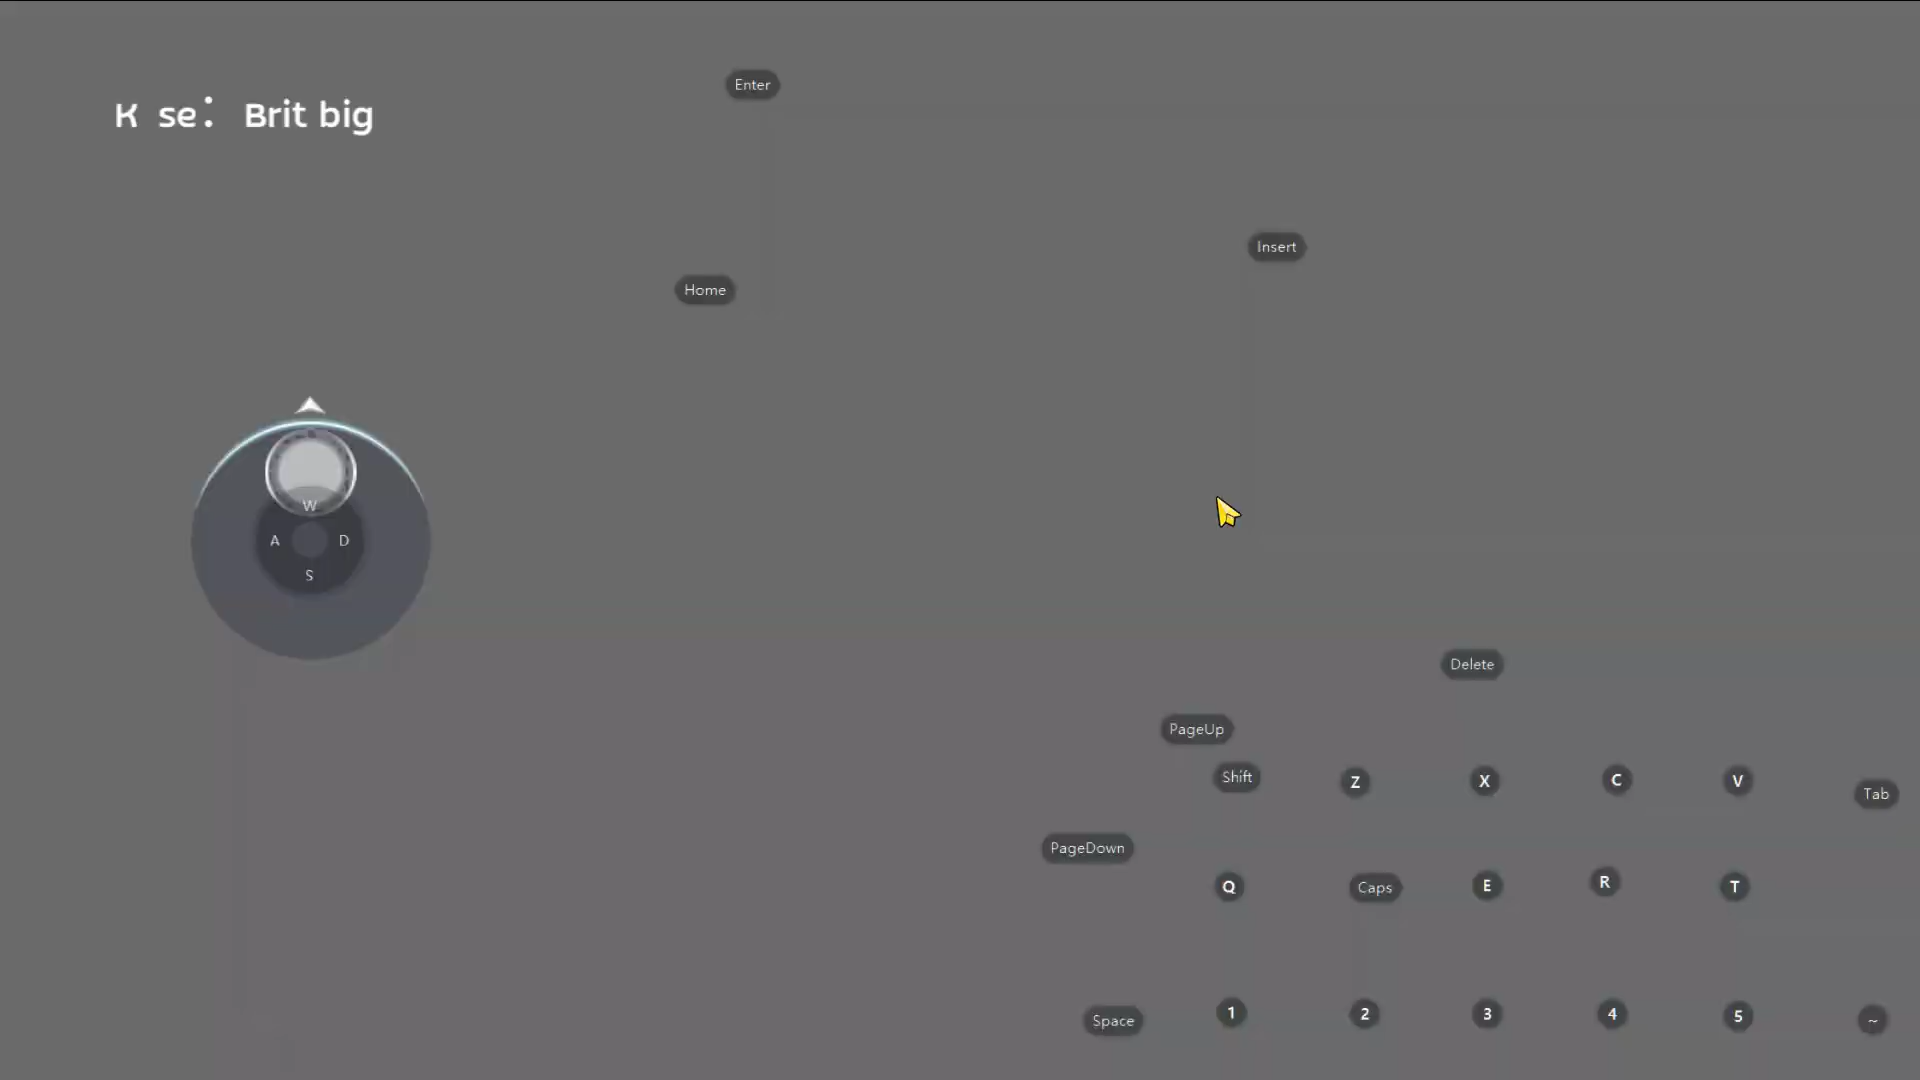 Enter
K se: Brit big
Insert
Home
W
A D
S
Delete
PageUp
Shift Z X C V Tab
PageDown
Q Caps E R T
Space 1 2 3 4 5 ~